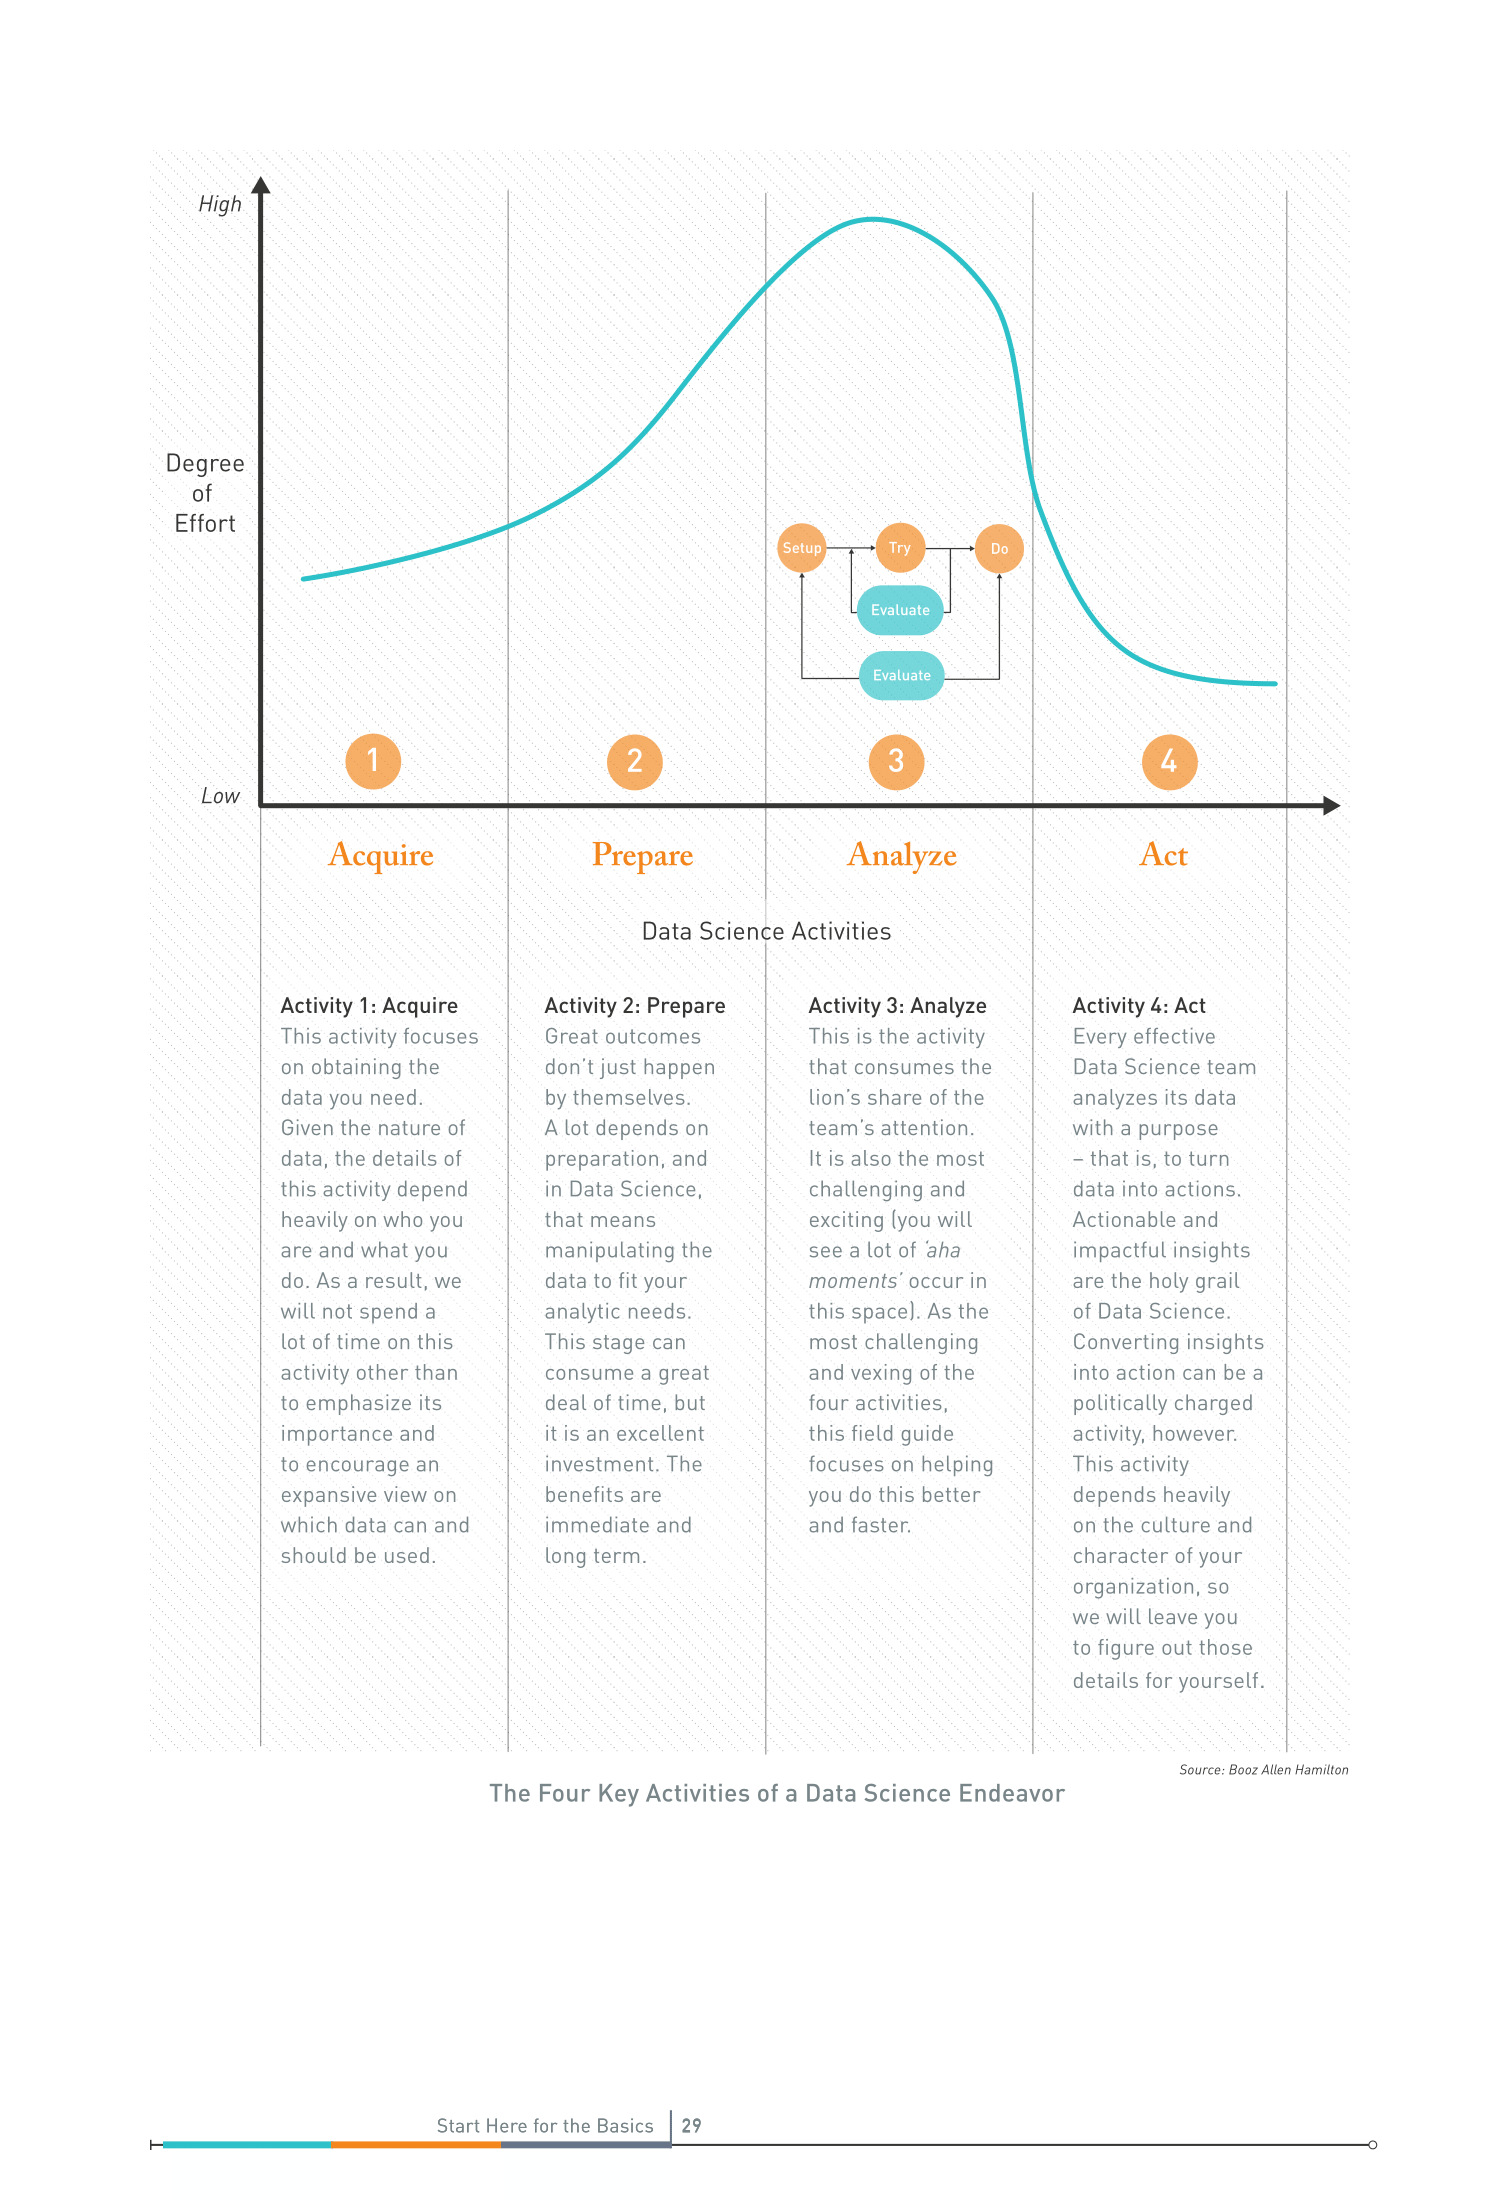 High
Degree
of
Effort
Setup
Try
Do
Evaluate
Evaluate
1
2
3
4
Low
Acquire
Prepare
Analyze
Act
Data Science Activities
Activity 1: Acquire
This activity focuses
on obtaining the
data you need.
Given the nature of
data, the details of
this activity depend
heavily on who you
are and what you
do. As a result, we
will not spend a
lot of time on this
activity other than
to emphasize its
importance and
to encourage an
expansive view on
which data can and
should be used.
Activity 2: Prepare
Great outcomes
don’t just happen
by themselves.
A lot depends on
preparation, and
in Data Science,
that means
manipulating the
data to fit your
analytic needs.
This stage can
consume a great
deal of time, but
it is an excellent
investment. The
benefits are
immediate and
long term.
Activity 3: Analyze
This is the activity
that consumes the
lion’s share of the
team’s attention.
It is also the most
challenging and
exciting (you will
see a lot of ‘aha
moments’ occur in
this space). As the
most challenging
and vexing of the
four activities,
this field guide
focuses on helping
you do this better
and faster.
Activity 4: Act
Every effective
Data Science team
analyzes its data
with a purpose
– that is, to turn
data into actions.
Actionable and
impactful insights
are the holy grail
of Data Science.
Converting insights
into action can be a
politically charged
activity, however.
This activity
depends heavily
on the culture and
character of your
organization, so
we will leave you
to figure out those
details for yourself.
Source: Booz Allen Hamilton
The Four Key Activities of a Data Science Endeavor
Start Here for the Basics 29